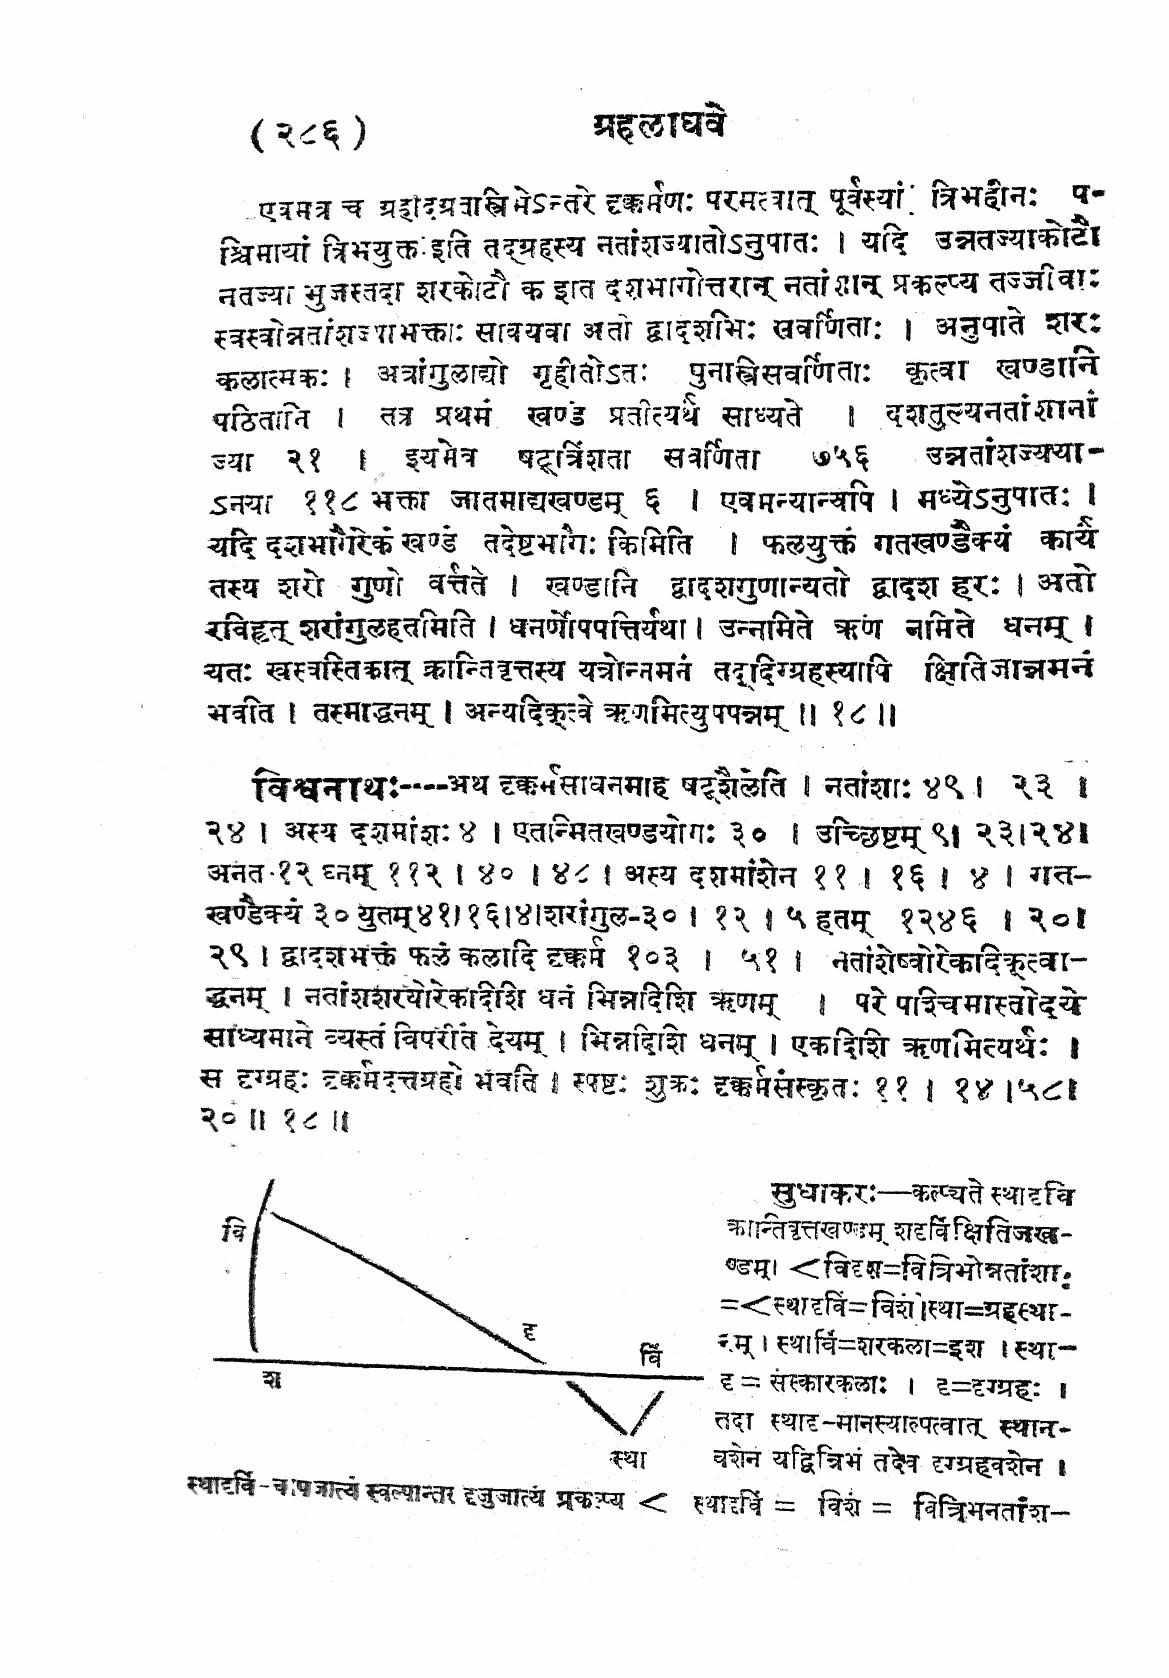 ( २८६ )
ग्रहलाघवे
एवमत्र च ग्रहादग्रवास्त्रिभेऽन्तरे दृक्कर्मणः परमत्वात् पूर्वस्यां त्रिभहीनः प-
श्चिमायां त्रिभयुक्त इति तद्ग्रहस्य नतांशज्यातोऽनुपातः । यदि उन्नतज्याकोटौ
नतज्या भुजस्तदा शरकोटौ क इति दशभागोत्तरान् नतांशान् प्रकल्प्य तज्जीवाः
स्वस्वोन्नतांशज्याभक्ताः सावयवा अतो द्वादशभिः सवर्णिताः । अनुपाते शरः
कलात्मकः । अत्रांगुलाद्यो गृहीतोऽतः पुनास्त्रिसवर्णिताः कृत्वा खण्डानि
पठितानि । तत्र प्रथमं खण्डं प्रतीत्यर्थं साध्यते । दशतुल्यनतांशानां
ज्या २१ । इयमेव षट्त्रिंशता सवर्णिता ७५६ उन्नतांशज्यया-
ऽनया ११८ भक्ता जातमाद्यखण्डम् ६ । एवमन्यान्यपि । मध्येऽनुपातः ।
यदि दशभागैरेकं खण्डं तदेष्टभागैः किमिति । फलयुक्तं गतखण्डैक्यं कार्यं
तस्य शरो गुणो वर्त्तते । खण्डानि द्वादशगुणान्यतो द्वादश हरः । अतो
रविहृत् शरांगुलहतमिति । धनर्णोपपत्तिर्यथा । उन्नामिते ऋणं नमिते धनम् ।
यतः खस्वस्तिकात् क्रान्तिवृत्तस्य यत्रोन्नमनं तद्दिग्ग्रहस्यापि क्षितिजान्नमनं
भवति । तस्माद्धनम् । अन्यदिक्त्वे ऋणमित्युपपन्नम् ॥ १८ ॥
विश्वनाथः----अथ दृक्कर्मसाधनमाह षट्शैलेति । नतांशाः ४९ । २३ ।
२४ । अस्य दशमांशः ४ । एतन्मितखण्डयोगः ३० । उच्छिष्टम् ९। २३।२४।
अनत १२ घ्नम् ११२ । ४० । ४८ । अस्य दशमांशेन ११ । १६ । ४ । गत-
खण्डैक्यं ३० युतम् ४१।१६।४।शरांगुल-३० । १२ । ५ हतम् १२४६ । २०।
२९ । द्वादशभक्तं फलं कलादि दृक्कर्म १०३ । ५१ । नतांशेष्वोरेकादिक्त्वा-
द्धनम् । नतांशशरयोरेकादिशि धनं भिन्नदिशि ऋणम् । परे पाश्चिमास्तोदये
साध्यमाने व्यस्तं विपरीतं देयम् । भिन्नदिशि धनम् । एकदिशि ऋणमित्यर्थः ।
स दृग्ग्रहः दृक्कर्मदत्तग्रहो भवति । स्पष्टः शुक्रः दृक्कर्मसंस्कृतः ११ । १४ ।५८।
२० ॥ १८ ॥
वि
दृ
र्वि
श
स्था
सुधाकरः—कल्प्यते स्थादृवि
क्रान्तिवृत्तखण्डम् शदृर्वि क्षितिजख-
ण्डम्। <विदृश=वित्रिभोन्नतांशाः
=<स्थादृर्वि=विशं।स्था=ग्रहस्था-
नम् । स्थार्वि=शरकला=इश । स्था-
दृ = संस्कारकलाः । दृ=दृग्ग्रहः ।
तदा स्थादृ-मानस्याल्पत्वात् स्थान-
वशेन यद्वित्रिभं तदेव दृग्ग्रहवशेन ।
स्थादृर्वि-चापजात्यं स्वल्पान्तर दृजुजात्यं प्रकल्प्य < स्थादृर्वि = विशं = वित्रिभनतांश-